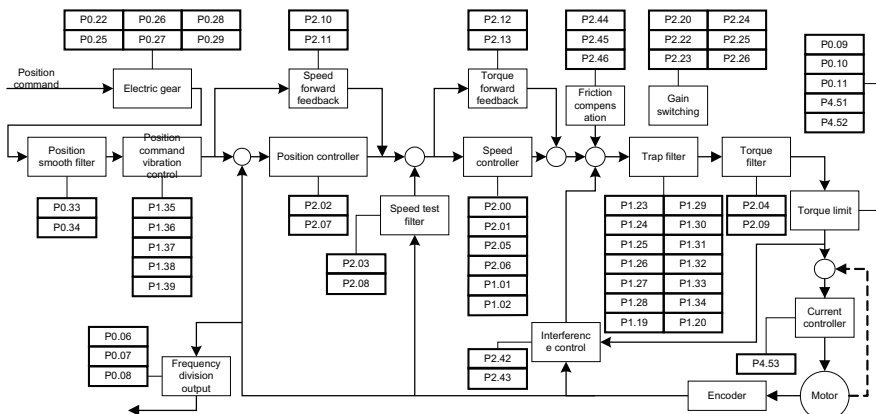 P0.22 P0.26 P0.28
P0.25 P0.27 P0.29
P2.10
P2.11
P2.12
P2.13
P2.44
P2.45
P2.46
P2.20 P2.24
P2.22 P2.25
P2.23 P2.26
P0.09
P0.10
P0.11
P4.51
P4.52
Position
command
Electric gear
Speed
forward
feedback
Torque
forward
feedback
Friction
compens
ation
Gain
switching
Position
smooth filter
Position
command
vibration
control
Position controller
Speed
controller
Trap filter
Torque
filter
P0.33
P0.34
P1.35
P1.36
P1.37
P1.38
P1.39
P2.02
P2.07
Speed test
filter
P2.03
P2.08
P2.00
P2.01
P2.05
P2.06
P1.01
P1.02
P1.23 P1.29
P1.24 P1.30
P1.25 P1.31
P1.26 P1.32
P1.27 P1.33
P1.28 P1.34
P1.19 P1.20
P2.04
P2.09
Torque limit
Current
controller
P4.53
P0.06
P0.07
P0.08
Frequency
division
output
P2.42
P2.43
Interferenc
e control
Encoder
Motor